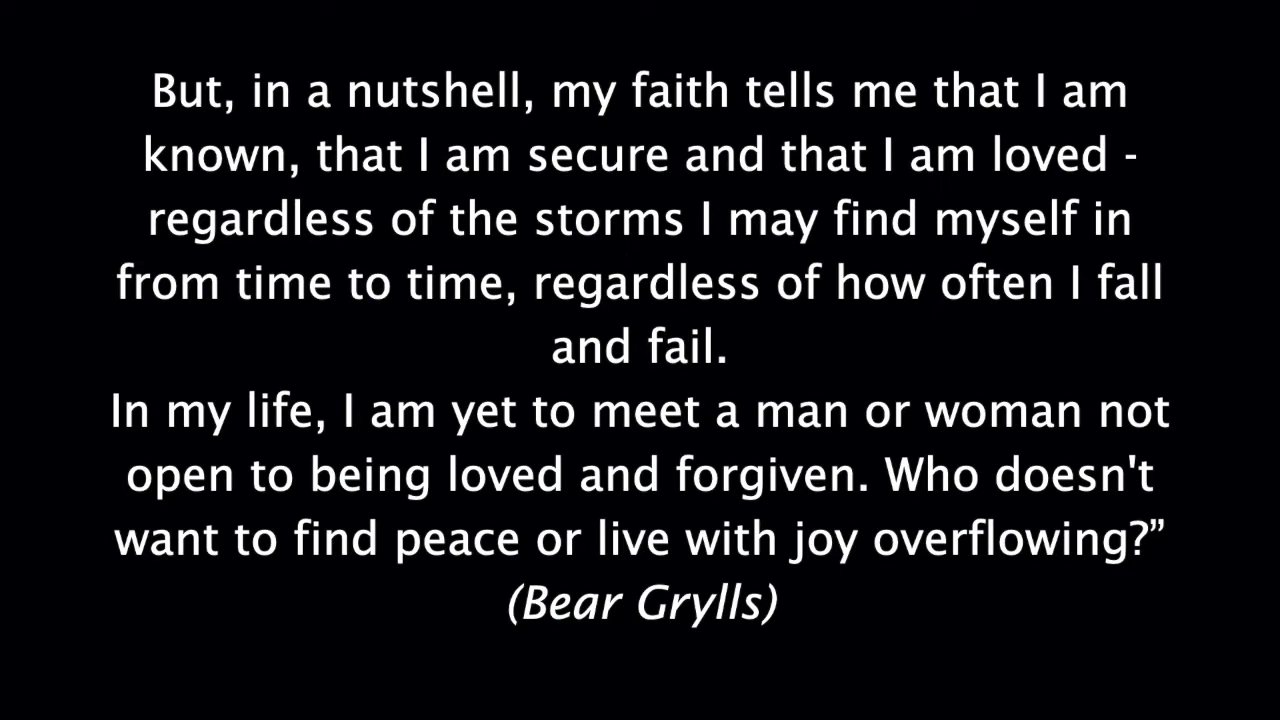 But, in a nutshell, my faith tells me that I am
known, that I am secure and that I am loved -
regardless of the storms I may find myself in
from time to time, regardless of how often I fall
and fail.
In my life, I am yet to meet a man or woman not
open to being loved and forgiven. Who doesn't
want to find peace or live with joy overflowing?”
(Bear Grylls)